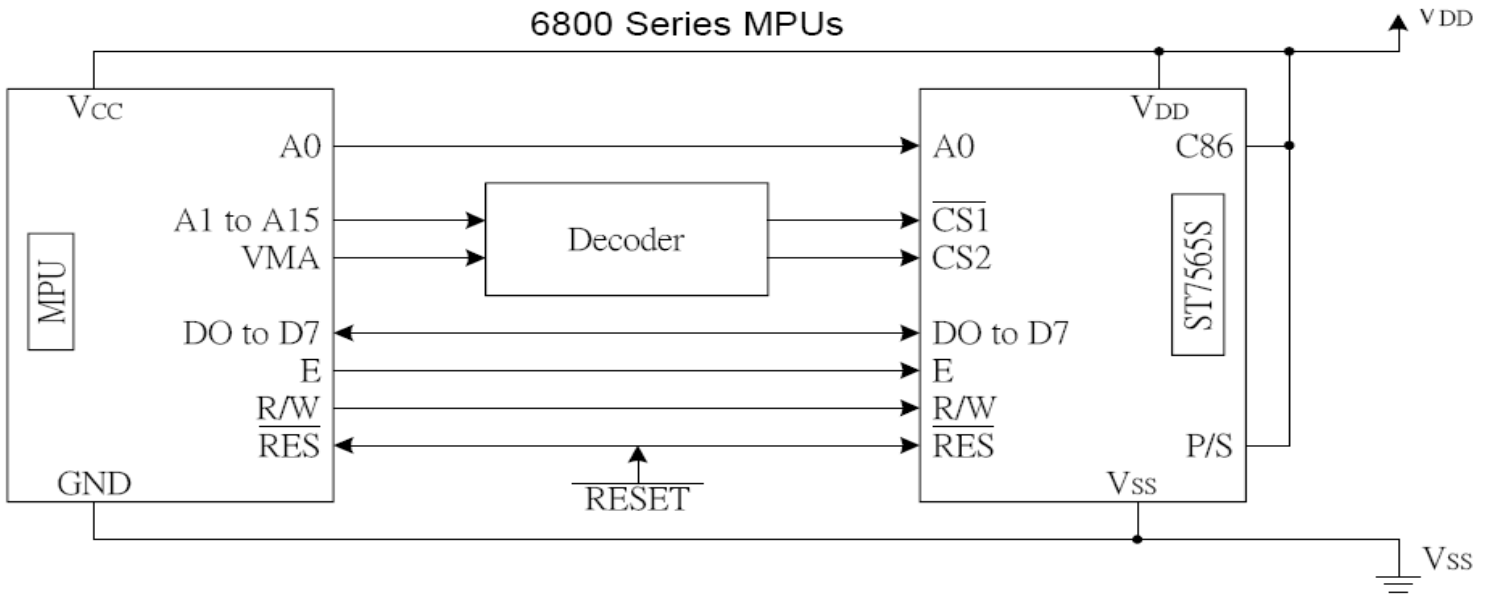 6800 Series MPUs
VDD
VCC
VDD
A0
A0
C86
A1 to A15
Decoder
CS1
VMA
CS2
MPU
ST7565S
DO to D7
DO to D7
E
E
R/W
R/W
RES
RES
P/S
GND
RESET
VSS
VSS